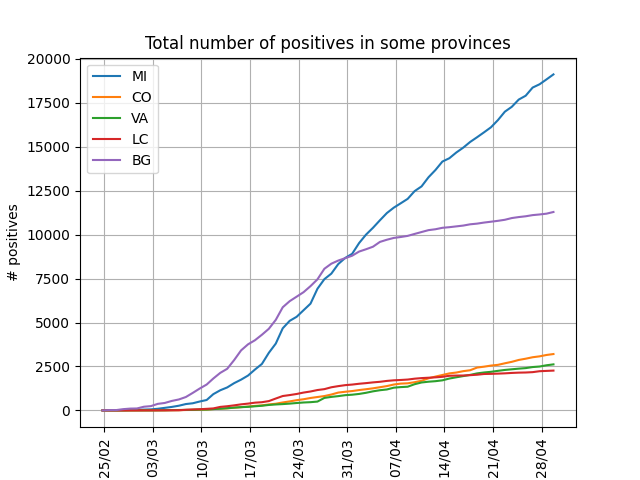 Total number of positives in some provinces
20000
17500
15000
12500
10000
7500
5000
2500
0
# positives
MI
CO
VA
LC
BG
25/02
03/03
10/03
17/03
24/03
31/03
07/04
14/04
21/04
28/04